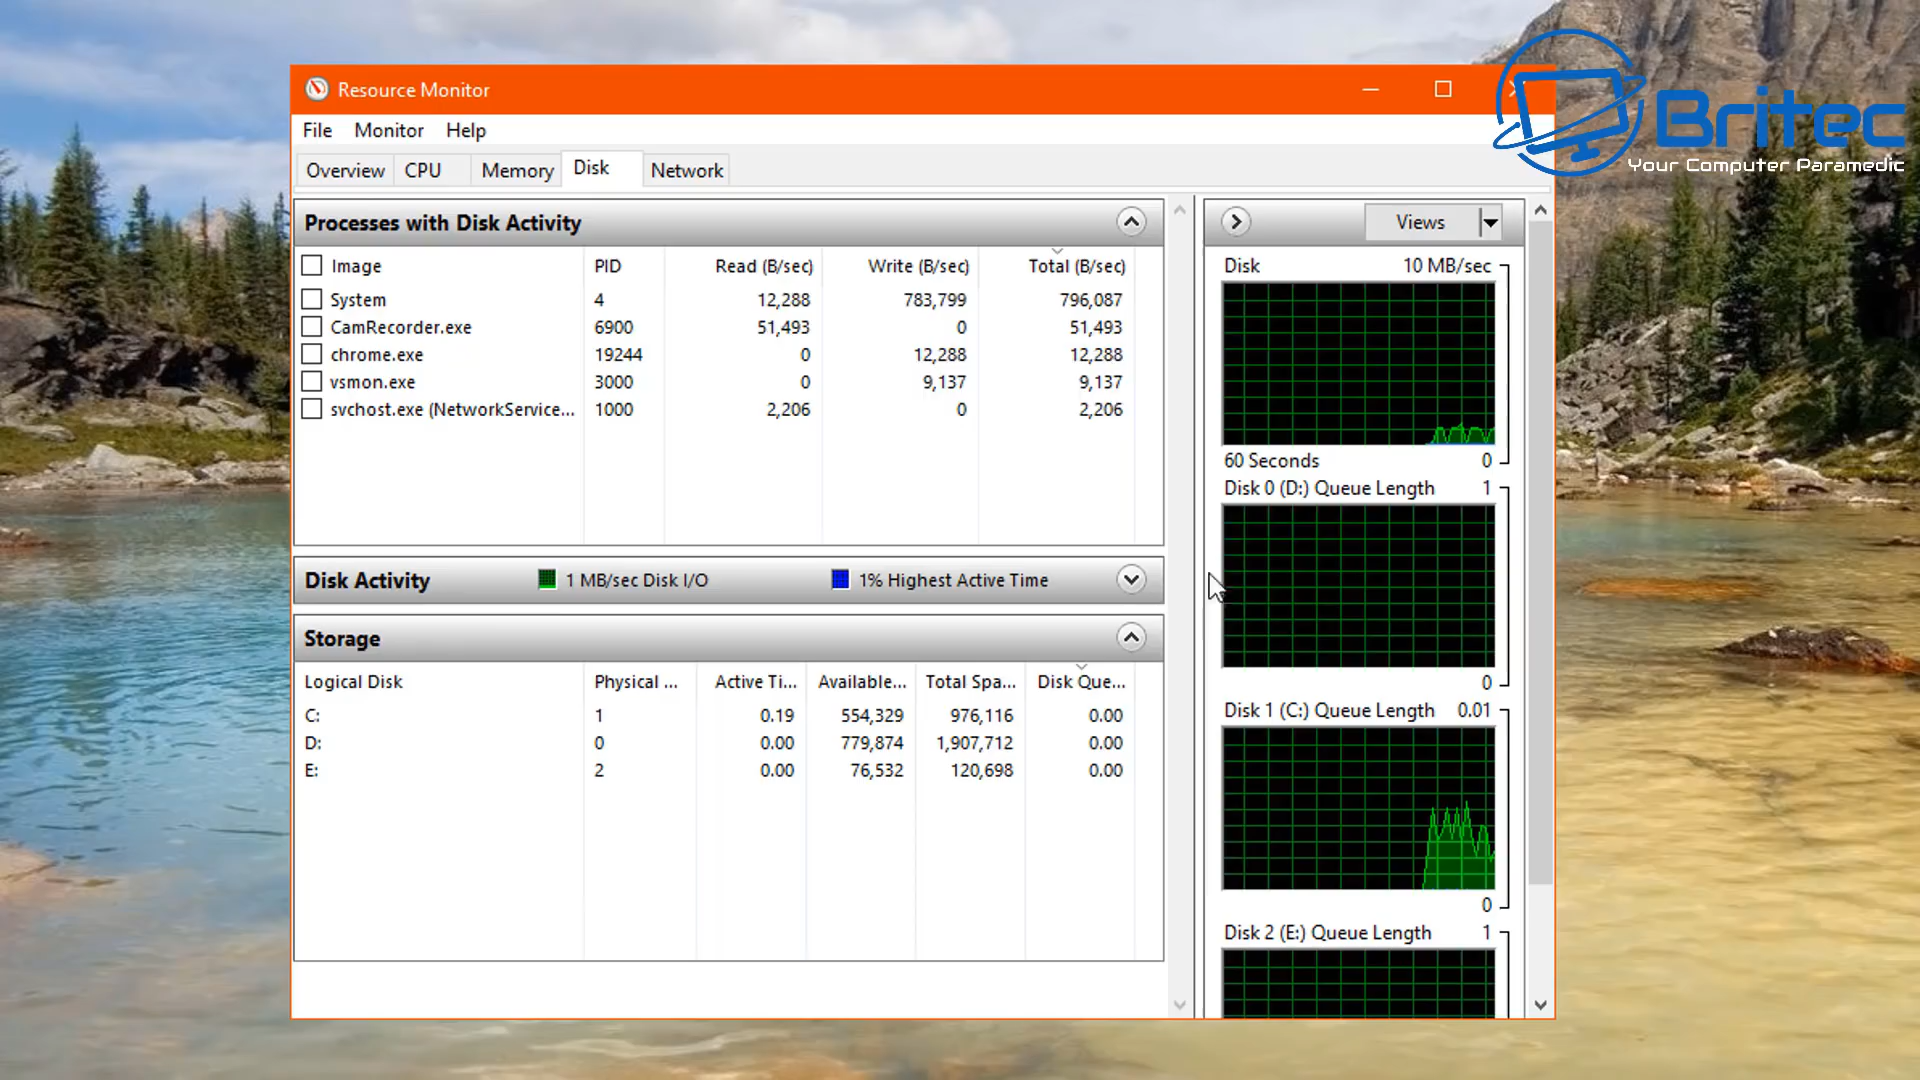 Resource Monitor
Britec
Your Computer Paramedic
File Monitor Help
Overview CPU Memory Disk Network
Processes with Disk Activity
Image PID Read (B/sec) Write (B/sec) Total (B/sec)
System 4 12,288 783,799 796,087
CamRecorder.exe 6900 51,493 0 51,493
chrome.exe 19244 0 12,288 12,288
vsmon.exe 3000 0 9,137 9,137
svchost.exe (NetworkService... 1000 2,206 0 2,206
Disk Activity 1 MB/sec Disk I/O 1% Highest Active Time
Storage
Logical Disk Physical ... Active Ti... Available... Total Spa... Disk Que...
C: 1 0.19 554,329 976,116 0.00
D: 0 0.00 779,874 1,907,712 0.00
E: 2 0.00 76,532 120,698 0.00
Views
Disk 10 MB/sec
60 Seconds 0
Disk 0 (D:) Queue Length 1
0
Disk 1 (C:) Queue Length 0.01
0
Disk 2 (E:) Queue Length 1